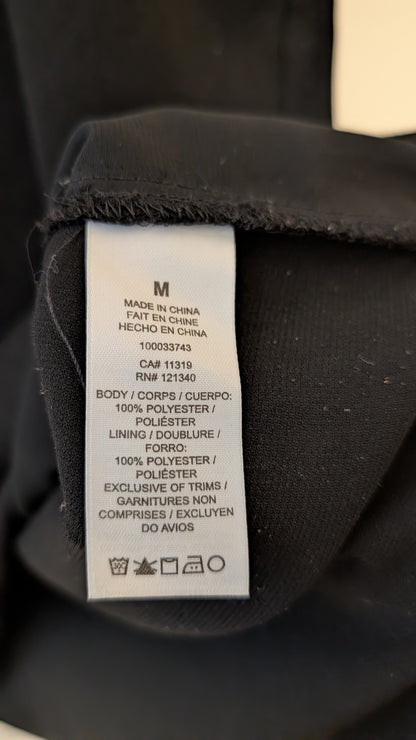 M
MADE IN CHINA
FAIT EN CHINE
HECHO EN CHINA
100033743
CA# 11319
RN# 121340
BODY / CORPS / CUERPO:
100% POLYESTER /
POLIÉSTER
LINING / DOUBLURE /
FORRO:
100% POLYESTER /
POLIÉSTER
EXCLUSIVE OF TRIMS /
GARNITURES NON
COMPRISES / EXCLUYEN
DO AVIOS